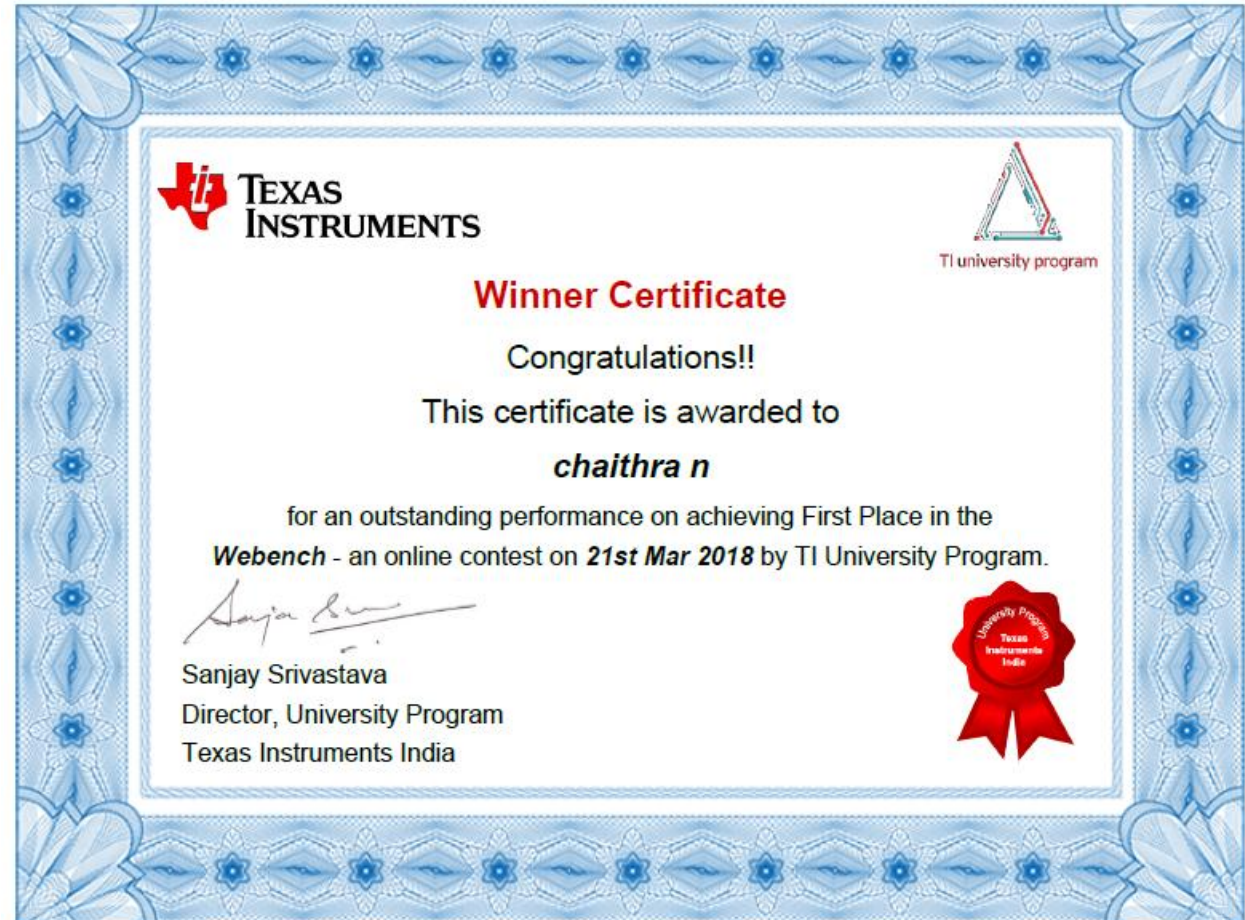 TEXAS
INSTRUMENTS
TI university program
Winner Certificate
Congratulations!!
This certificate is awarded to
chaithra n
for an outstanding performance on achieving First Place in the
Webench - an online contest on 21st Mar 2018 by TI University Program.
Sanjay Srivastava
Director, University Program
Texas Instruments India
University Program
Texas
Instruments
India